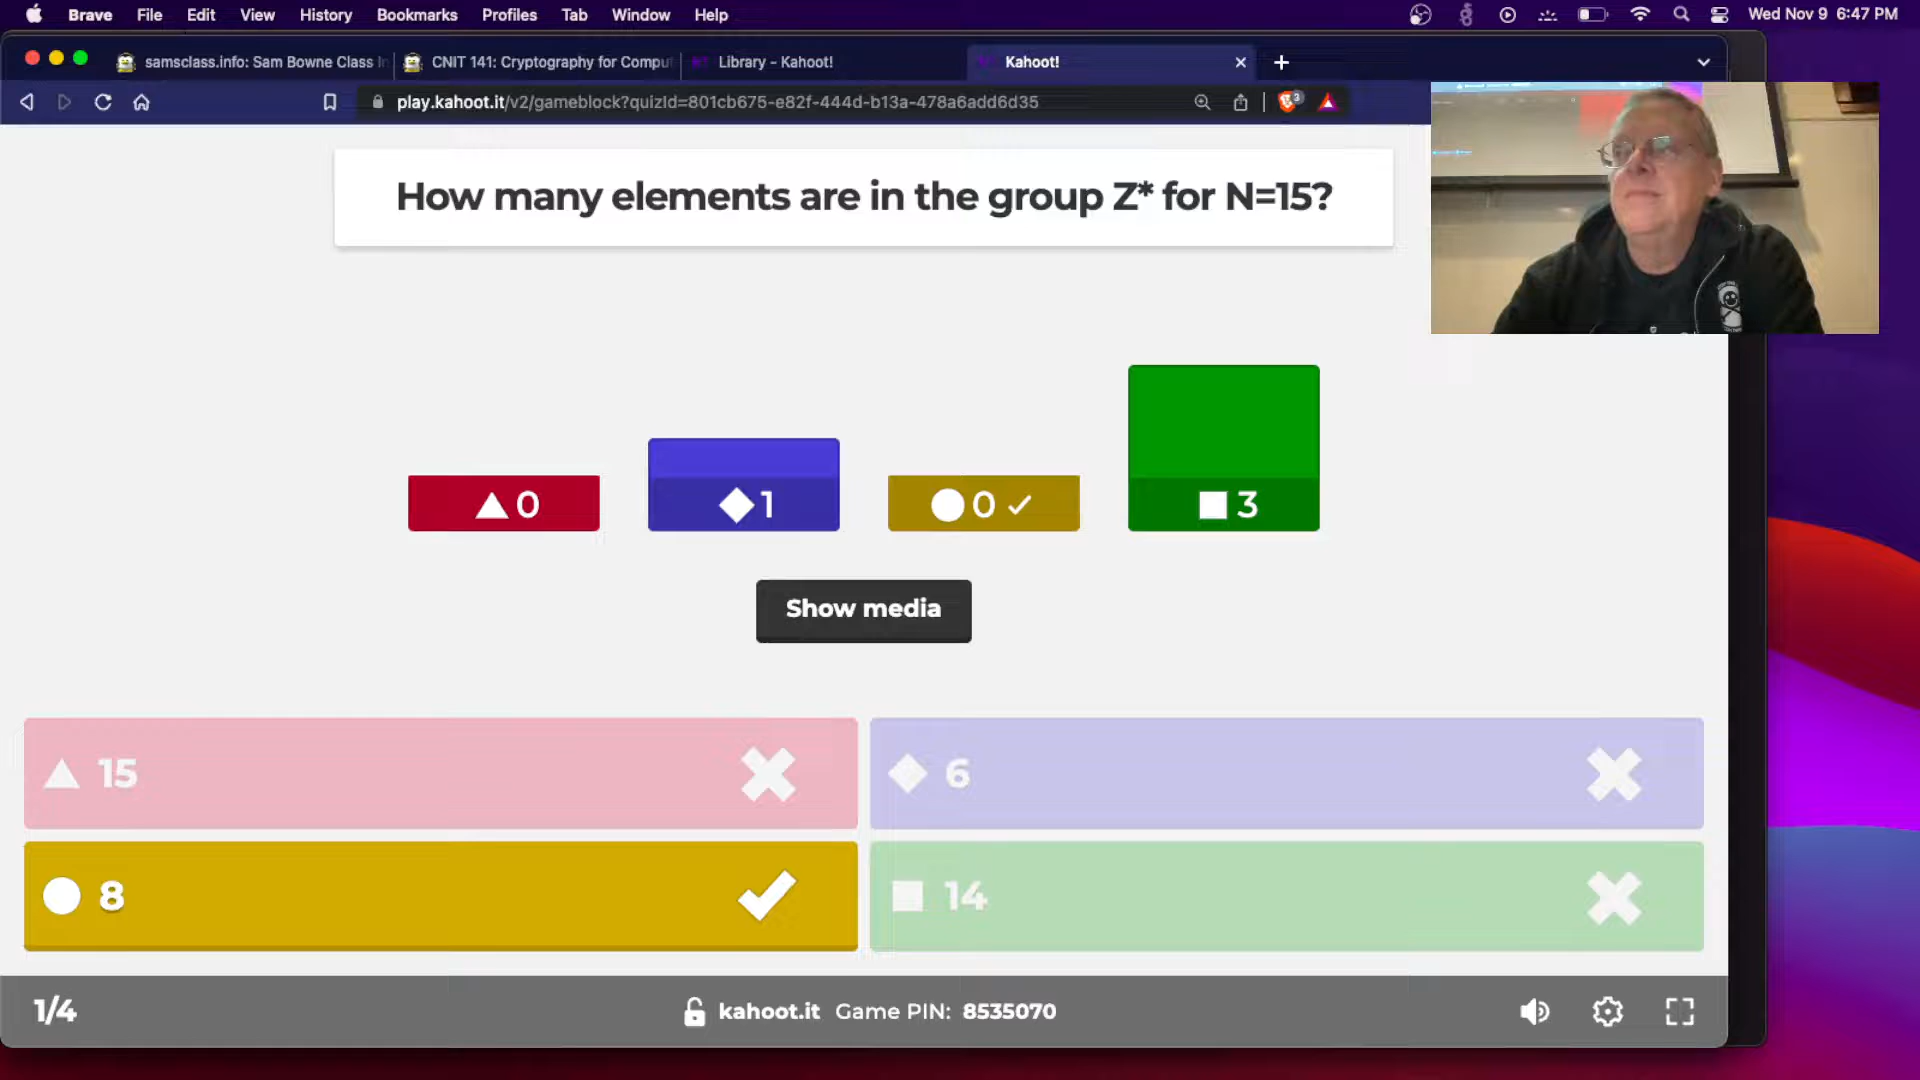 Brave File Edit View History Bookmarks Profiles Tab Window Help Wed Nov 9 6:47 PM
samsclass.info: Sam Bowne Class In CNIT 141: Cryptography for Compu Library - Kahoot! Kahoot!
play.kahoot.it/v2/gameblock?quizId=801cb675-e82f-444d-b13a-478a6add6d35
3
How many elements are in the group Z* for N=15?
0 1 0 3
Show media
15
6
8
14
1/4 kahoot.it Game PIN: 8535070